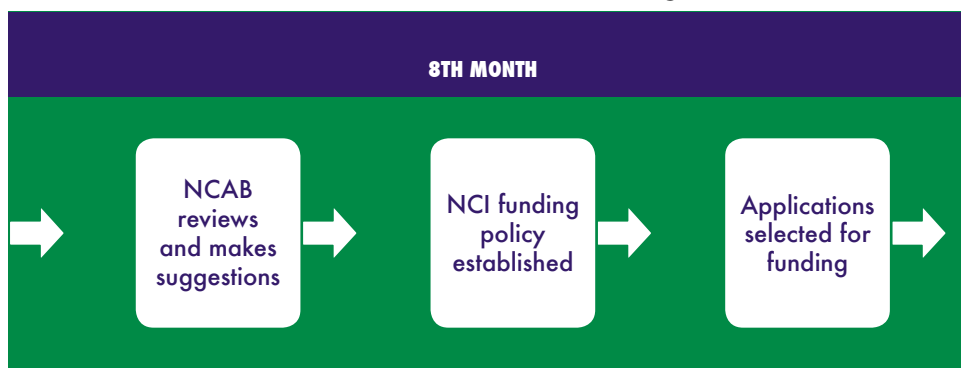 8TH MONTH
NCAB
reviews
and makes
suggestions
NCI funding
policy
established
Applications
selected for
funding